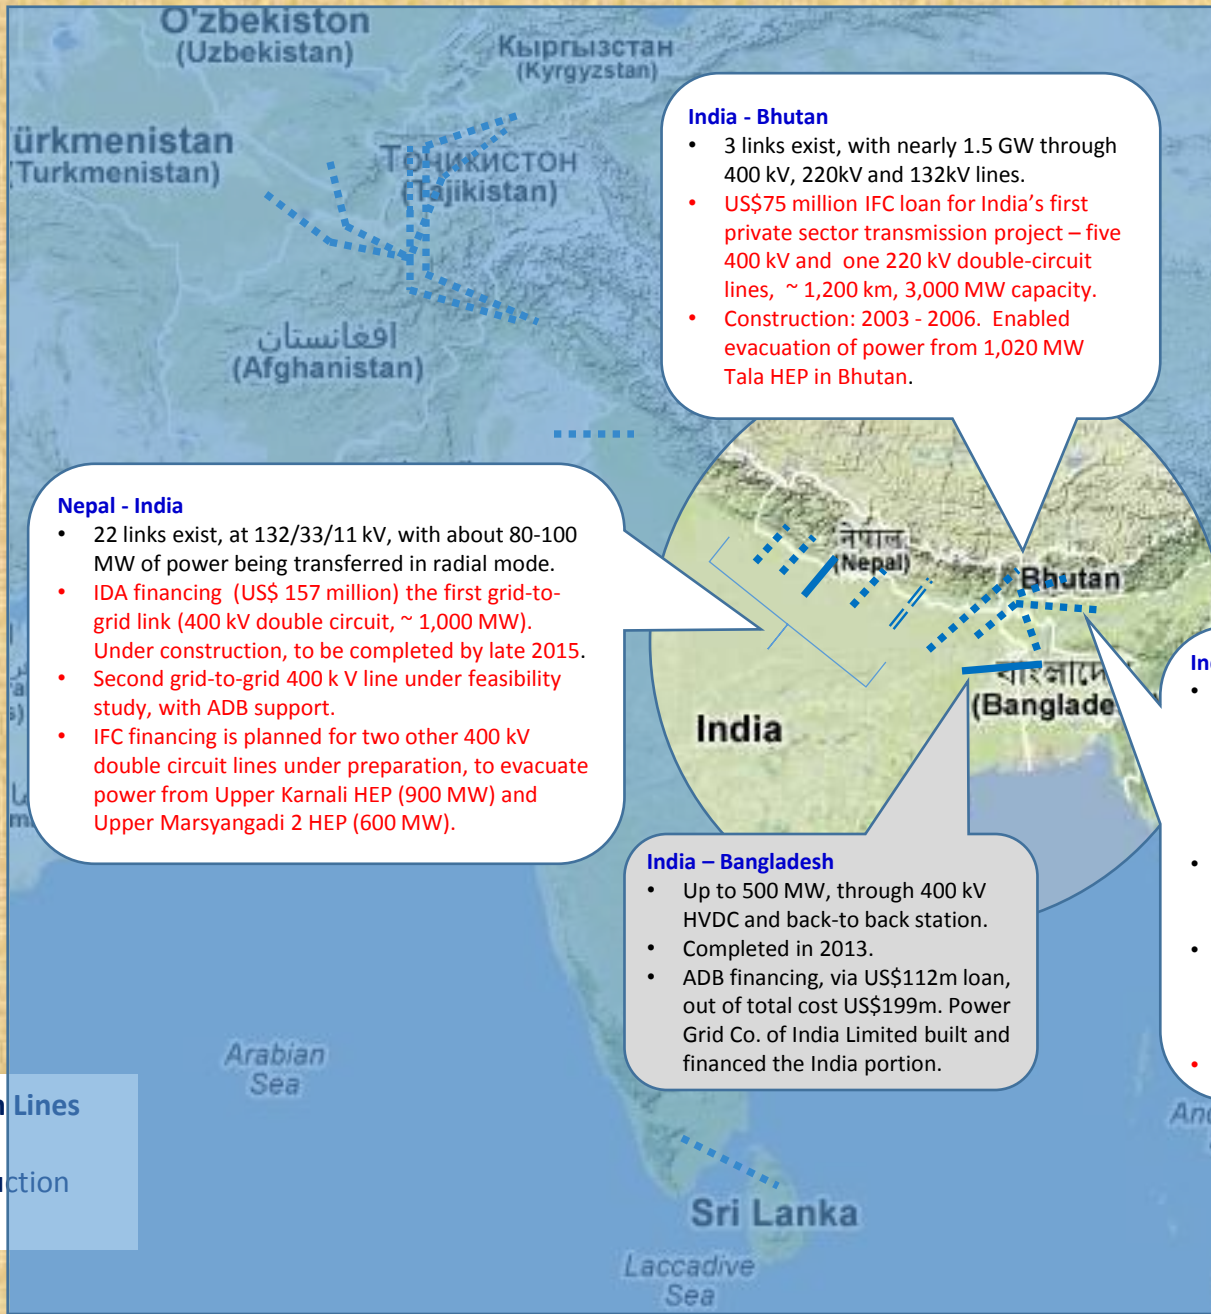 O'zbekiston
(Uzbekistan)
Кыргызстан
(Kyrgyzstan)
ürkmenistan
(Turkmenistan)
Тоҷикистон
(Tajikistan)
افغانستان
(Afghanistan)
India - Bhutan
• 3 links exist, with nearly 1.5 GW through
400 kV, 220kV and 132kV lines.
• US$75 million IFC loan for India’s first
private sector transmission project – five
400 kV and one 220 kV double-circuit
lines, ~ 1,200 km, 3,000 MW capacity.
• Construction: 2003 - 2006. Enabled
evacuation of power from 1,020 MW
Tala HEP in Bhutan.
Nepal - India
• 22 links exist, at 132/33/11 kV, with about 80-100
MW of power being transferred in radial mode.
• IDA financing (US$ 157 million) the first grid-to-
grid link (400 kV double circuit, ~ 1,000 MW).
Under construction, to be completed by late 2015.
• Second grid-to-grid 400 k V line under feasibility
study, with ADB support.
• IFC financing is planned for two other 400 kV
double circuit lines under preparation, to evacuate
power from Upper Karnali HEP (900 MW) and
Upper Marsyangadi 2 HEP (600 MW).
नेपाल
(Nepal)
Bhutan
(Banglade
India
In
India – Bangladesh
• Up to 500 MW, through 400 kV
HVDC and back-to back station.
• Completed in 2013.
• ADB financing, via US$112m loan,
out of total cost US$199m. Power
Grid Co. of India Limited built and
financed the India portion.
Arabian
Sea
n Lines
uction
An
Sri Lanka
Laccadive
Sea